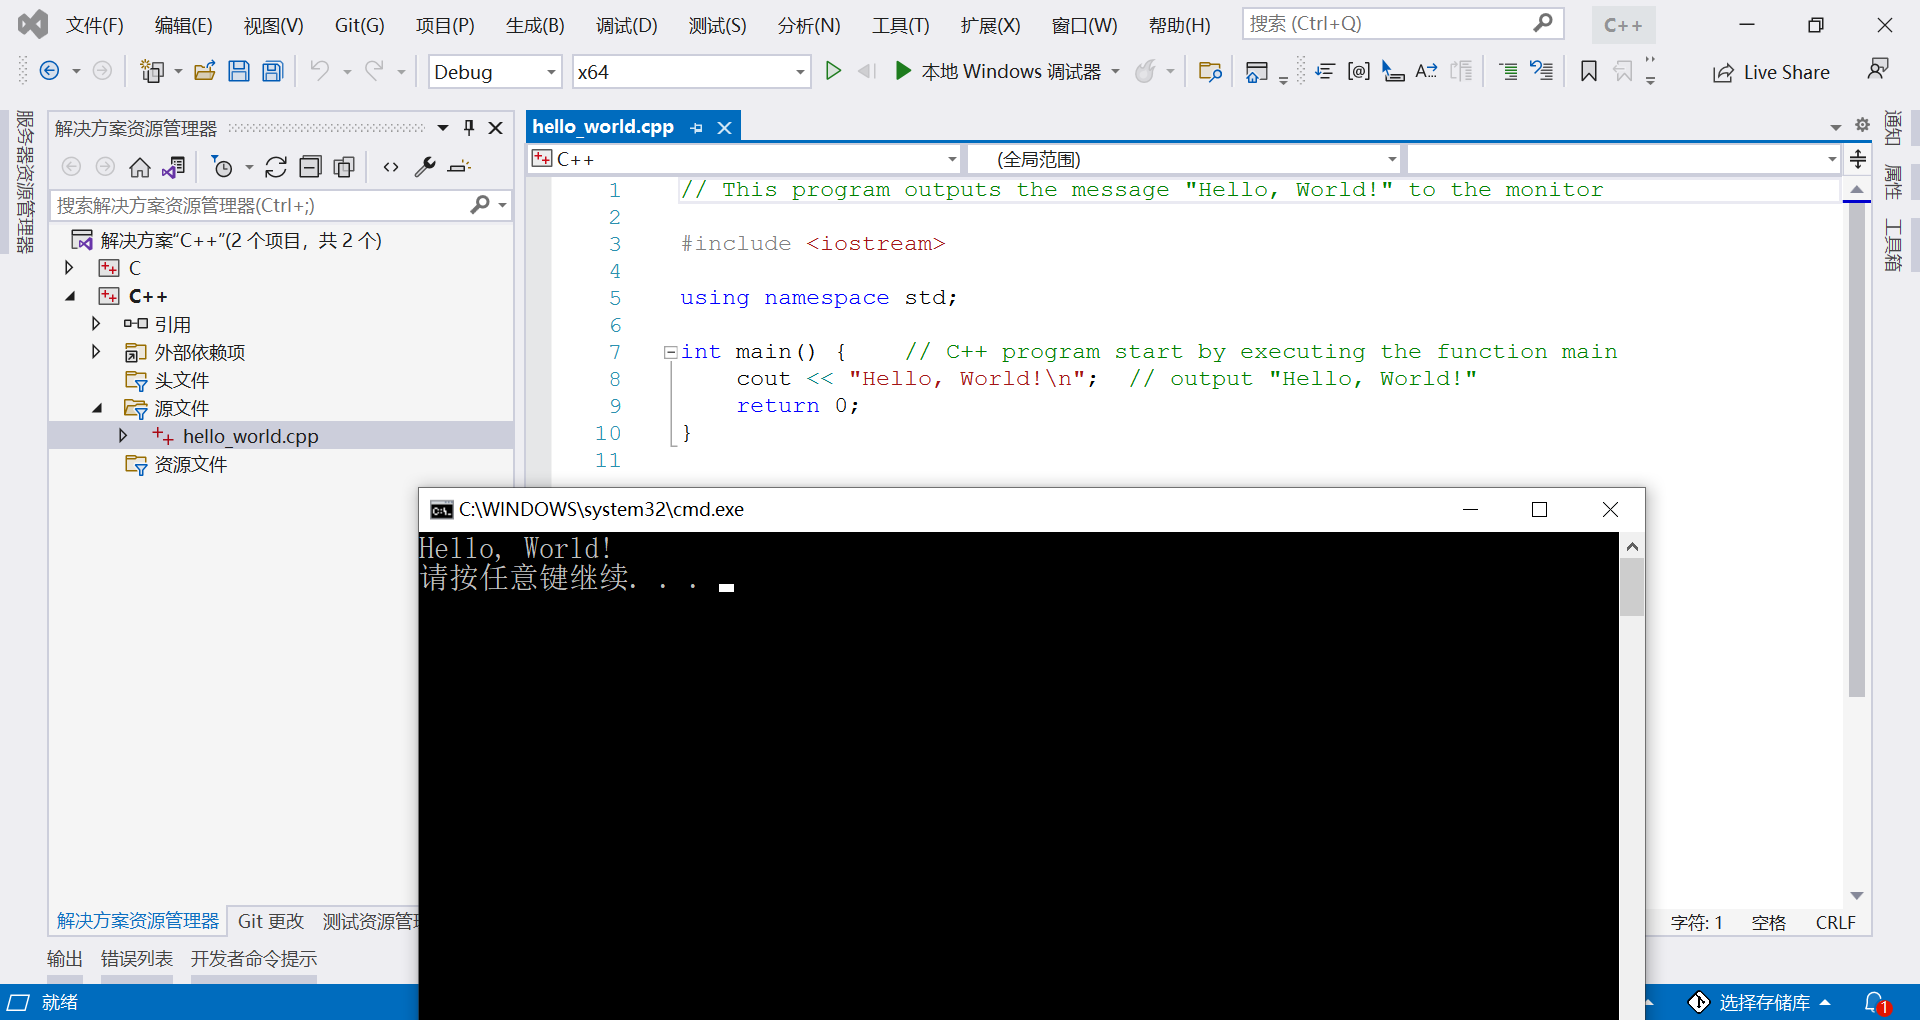 文件(F) 编辑(E) 视图(V) Git(G) 项目(P) 生成(B) 调试(D) 测试(S) 分析(N) 工具(T) 扩展(X) 窗口(W) 帮助(H) 搜索 (Ctrl+Q) C++
Debug x64 本地 Windows 调试器 Live Share
服务器资源管理器
解决方案资源管理器
搜索解决方案资源管理器(Ctrl+;)
解决方案"C++"(2 个项目，共 2 个)
C
C++
引用
外部依赖项
头文件
源文件
hello_world.cpp
资源文件
解决方案资源管理器 Git 更改 测试资源管
hello_world.cpp
C++ (全局范围)
1 // This program outputs the message "Hello, World!" to the monitor
2
3 #include <iostream>
4
5 using namespace std;
6
7 int main() { // C++ program start by executing the function main
8 cout << "Hello, World!\n"; // output "Hello, World!"
9 return 0;
10 }
11
C:\WINDOWS\system32\cmd.exe
Hello, World!
请按任意键继续. . .
通知
属性
工具箱
字符: 1 空格 CRLF
输出 错误列表 开发者命令提示
就绪 选择存储库 1